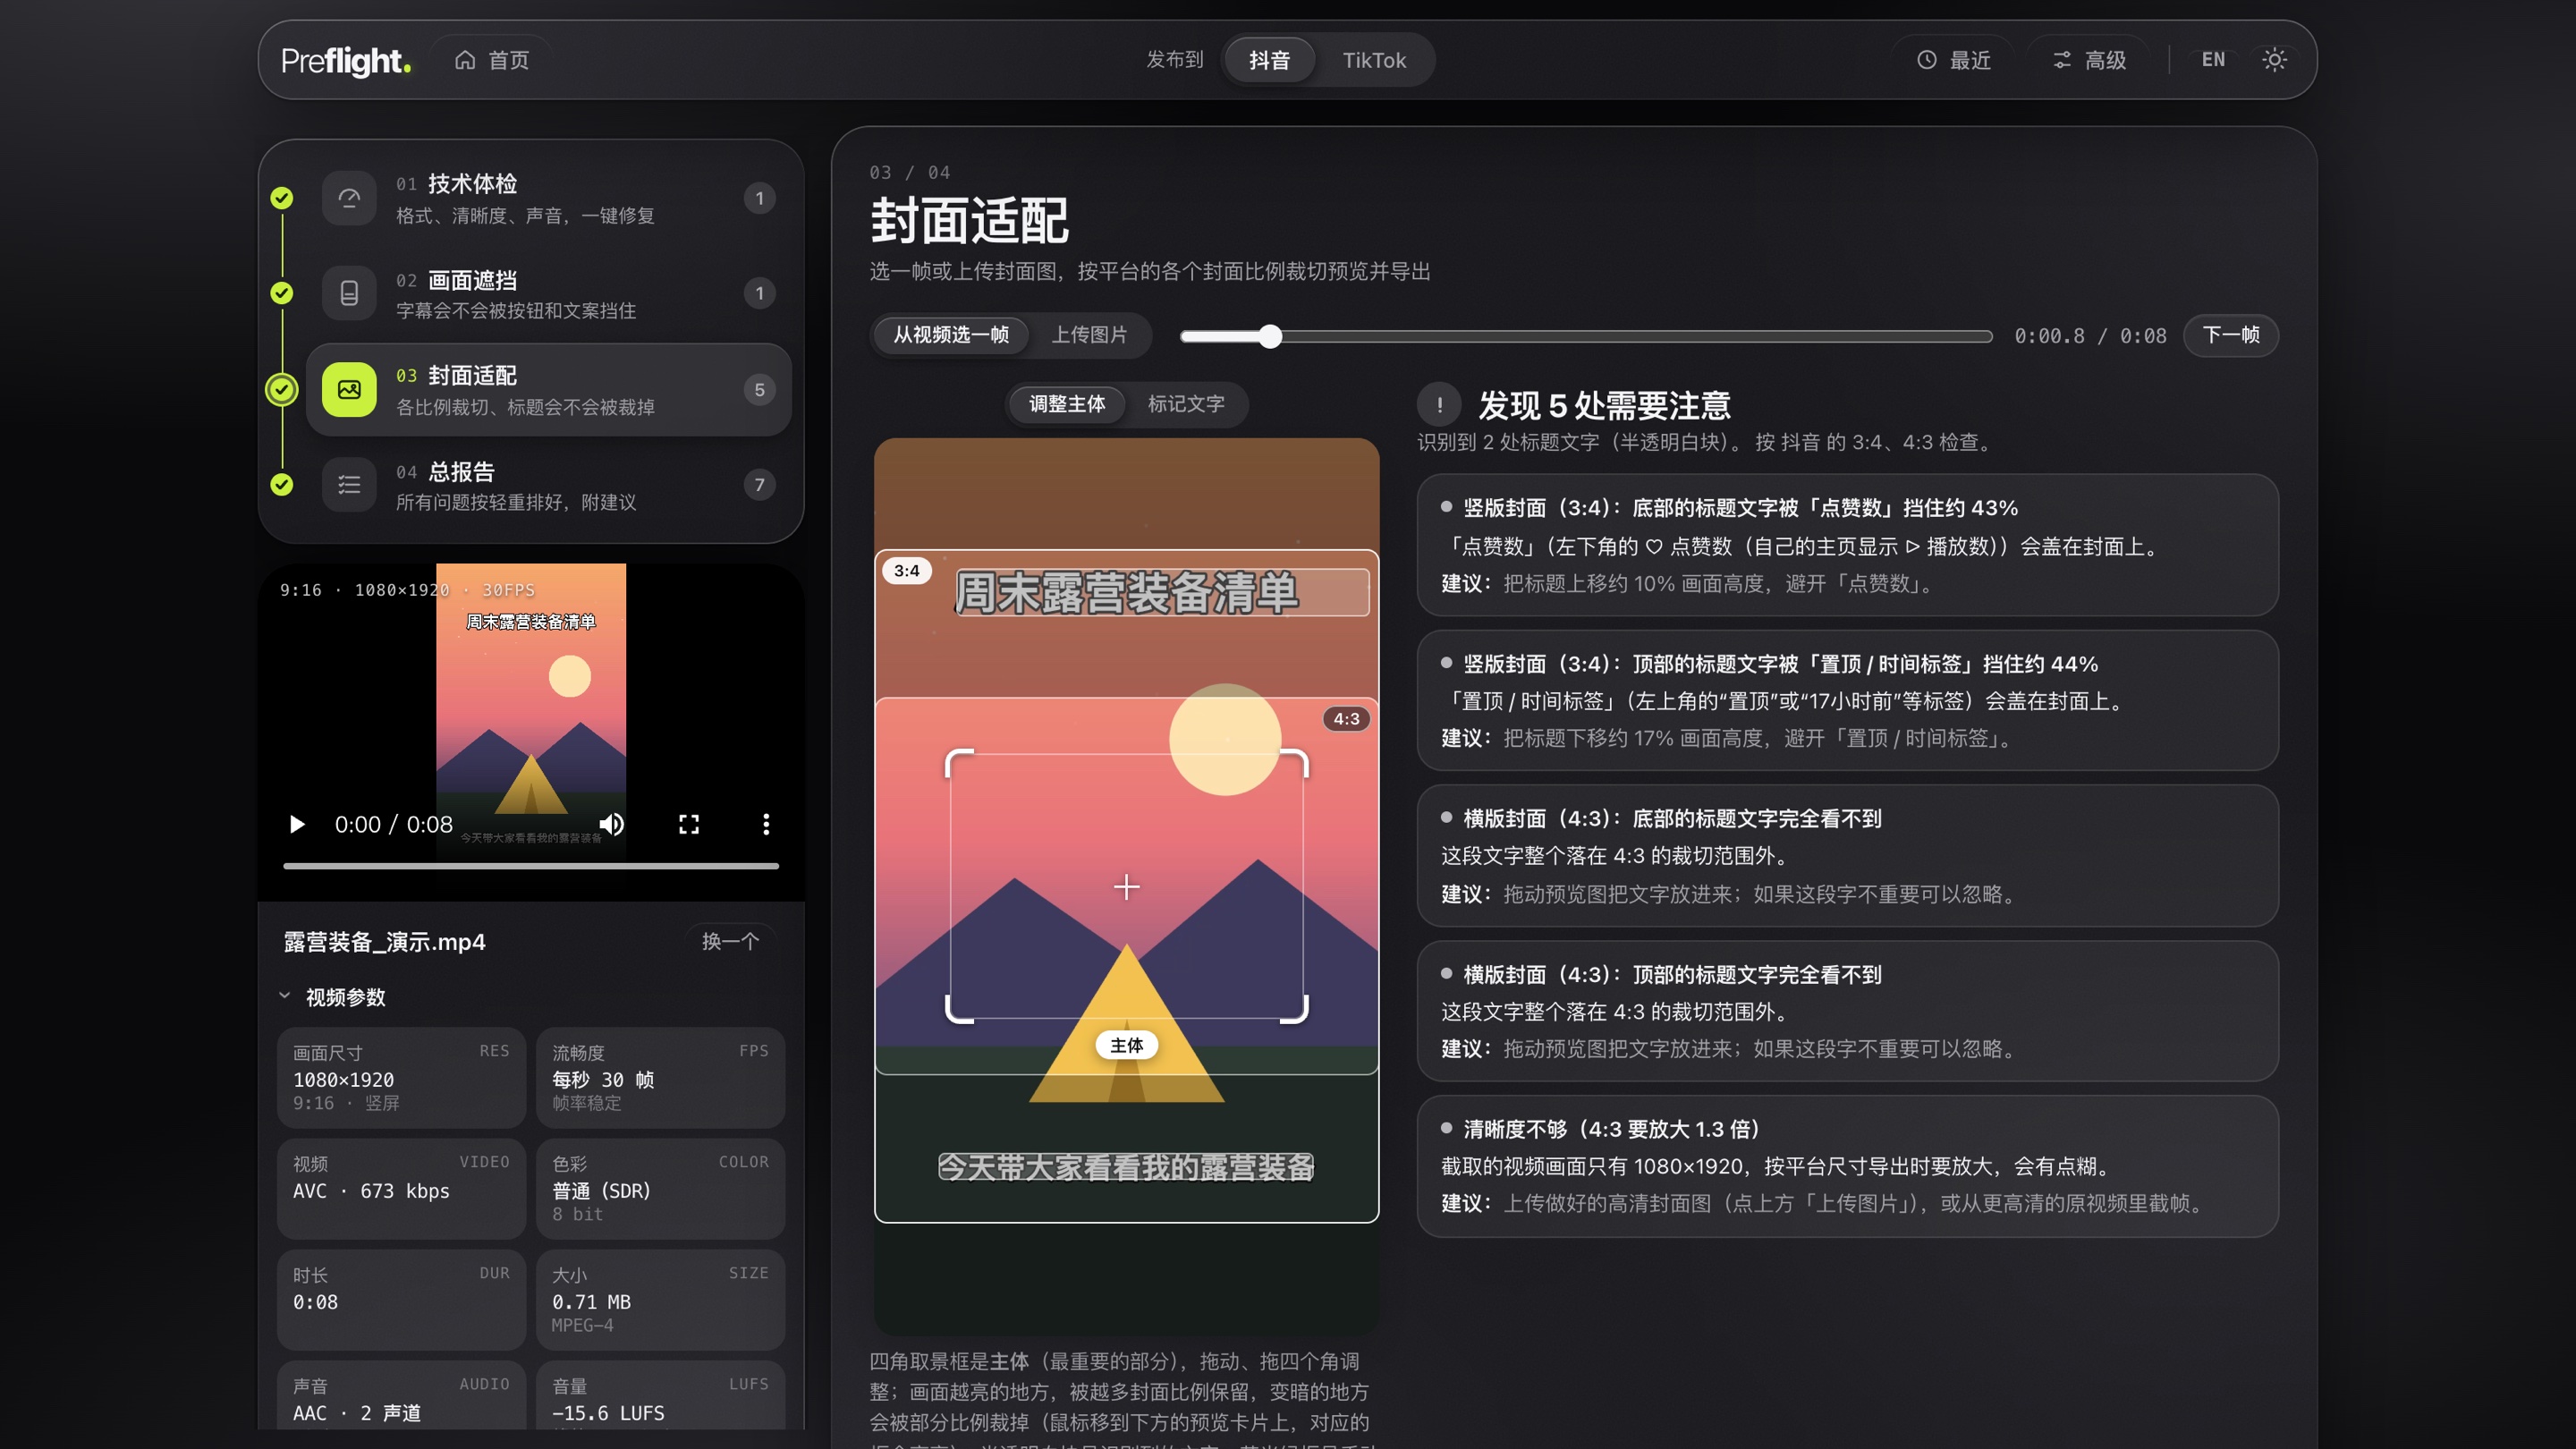 Preflight.
首页
发布到
抖音
TikTok
最近
高级
EN
01 技术体检
格式、清晰度、声音，一键修复
1
02 画面遮挡
字幕会不会被按钮和文案挡住
1
03 封面适配
各比例裁切、标题会不会被裁掉
5
04 总报告
所有问题按轻重排好，附建议
7
9:16 · 1080×1920 · 30FPS
周末露营装备清单
0:00 / 0:08
今天带大家看看我的露营装备
露营装备_演示.mp4
换一个
视频参数
画面尺寸 RES
1080×1920
9:16 · 竖屏
流畅度 FPS
每秒 30 帧
帧率稳定
视频 VIDEO
AVC · 673 kbps
色彩 COLOR
普通 (SDR)
8 bit
时长 DUR
0:08
大小 SIZE
0.71 MB
MPEG-4
声音 AUDIO
AAC · 2 声道
音量 LUFS
-15.6 LUFS
03 / 04
封面适配
选一帧或上传封面图，按平台的各个封面比例裁切预览并导出
从视频选一帧
上传图片
0:00.8 / 0:08
下一帧
调整主体
标记文字
3:4
周末露营装备清单
4:3
主体
今天带大家看看我的露营装备
四角取景框是主体（最重要的部分），拖动、拖四个角调
整；画面越亮的地方，被越多封面比例保留，变暗的地方
会被部分比例裁掉（鼠标移到下方的预览卡片上，对应的
! 发现 5 处需要注意
识别到 2 处标题文字（半透明白块）。 按 抖音 的 3:4、4:3 检查。
竖版封面（3:4）：底部的标题文字被「点赞数」挡住约 43%
「点赞数」（左下角的 ♡ 点赞数（自己的主页显示 ▷ 播放数））会盖在封面上。
建议：把标题上移约 10% 画面高度，避开「点赞数」。
竖版封面（3:4）：顶部的标题文字被「置顶 / 时间标签」挡住约 44%
「置顶 / 时间标签」（左上角的“置顶”或“17小时前”等标签）会盖在封面上。
建议：把标题下移约 17% 画面高度，避开「置顶 / 时间标签」。
横版封面（4:3）：底部的标题文字完全看不到
这段文字整个落在 4:3 的裁切范围外。
建议：拖动预览图把文字放进来；如果这段字不重要可以忽略。
横版封面（4:3）：顶部的标题文字完全看不到
这段文字整个落在 4:3 的裁切范围外。
建议：拖动预览图把文字放进来；如果这段字不重要可以忽略。
清晰度不够（4:3 要放大 1.3 倍）
截取的视频画面只有 1080×1920，按平台尺寸导出时要放大，会有点糊。
建议：上传做好的高清封面图（点上方「上传图片」），或从更高清的原视频里截帧。